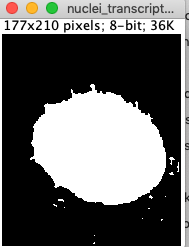 nuclei_transcript...
177x210 pixels; 8-bit; 36K